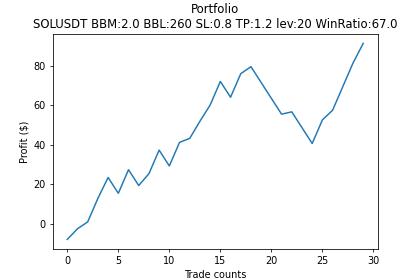 Portfolio
SOLUSDT BBM:2.0 BBL:260 SL:0.8 TP:1.2 lev:20 WinRatio:67.0
80
60
40
20
0
Profit ($)
0 5 10 15 20 25 30
Trade counts